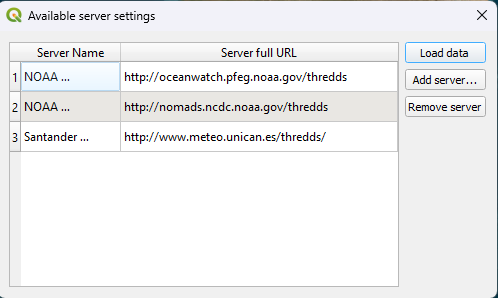 Available server settings
Server Name Server full URL
1 NOAA ... http://oceanwatch.pfeg.noaa.gov/thredds
2 NOAA ... http://nomads.ncdc.noaa.gov/thredds
3 Santander ... http://www.meteo.unican.es/thredds/
Load data
Add server...
Remove server